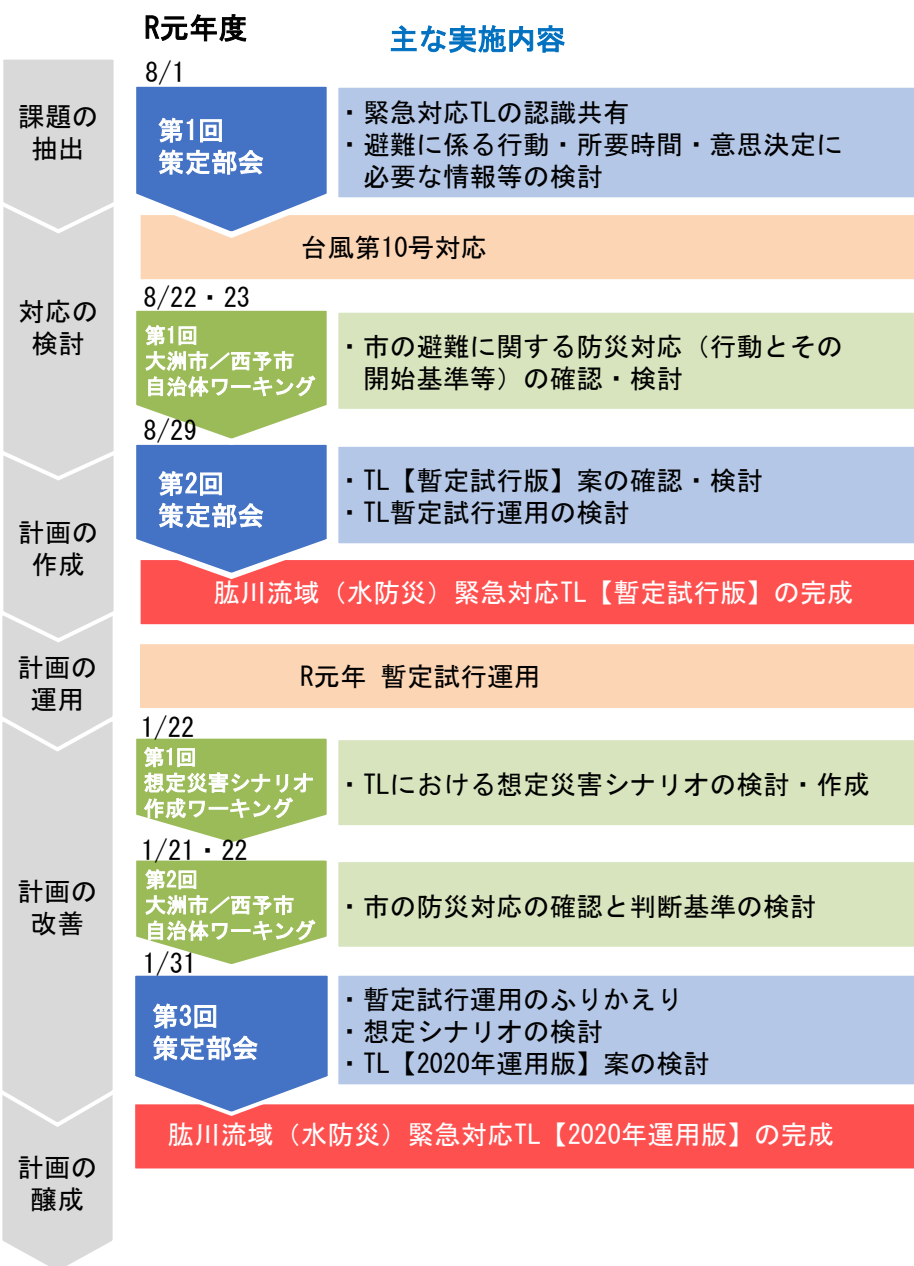 R元年度
主な実施内容
課題の
抽出
8/1
第1回
策定部会
・緊急対応TLの認識共有
・避難に係る行動・所要時間・意思決定に
必要な情報等の検討
台風第10号対応
対応の
検討
8/22・23
第1回
大洲市／西予市
自治体ワーキング
・市の避難に関する防災対応（行動とその
開始基準等）の確認・検討
8/29
第2回
策定部会
・TL【暫定試行版】案の確認・検討
・TL暫定試行運用の検討
計画の
作成
肱川流域（水防災）緊急対応TL【暫定試行版】の完成
計画の
運用
R元年 暫定試行運用
1/22
第1回
想定災害シナリオ
作成ワーキング
・TLにおける想定災害シナリオの検討・作成
1/21・22
第2回
大洲市／西予市
自治体ワーキング
・市の防災対応の確認と判断基準の検討
計画の
改善
1/31
第3回
策定部会
・暫定試行運用のふりかえり
・想定シナリオの検討
・TL【2020年運用版】案の検討
肱川流域（水防災）緊急対応TL【2020年運用版】の完成
計画の
醸成